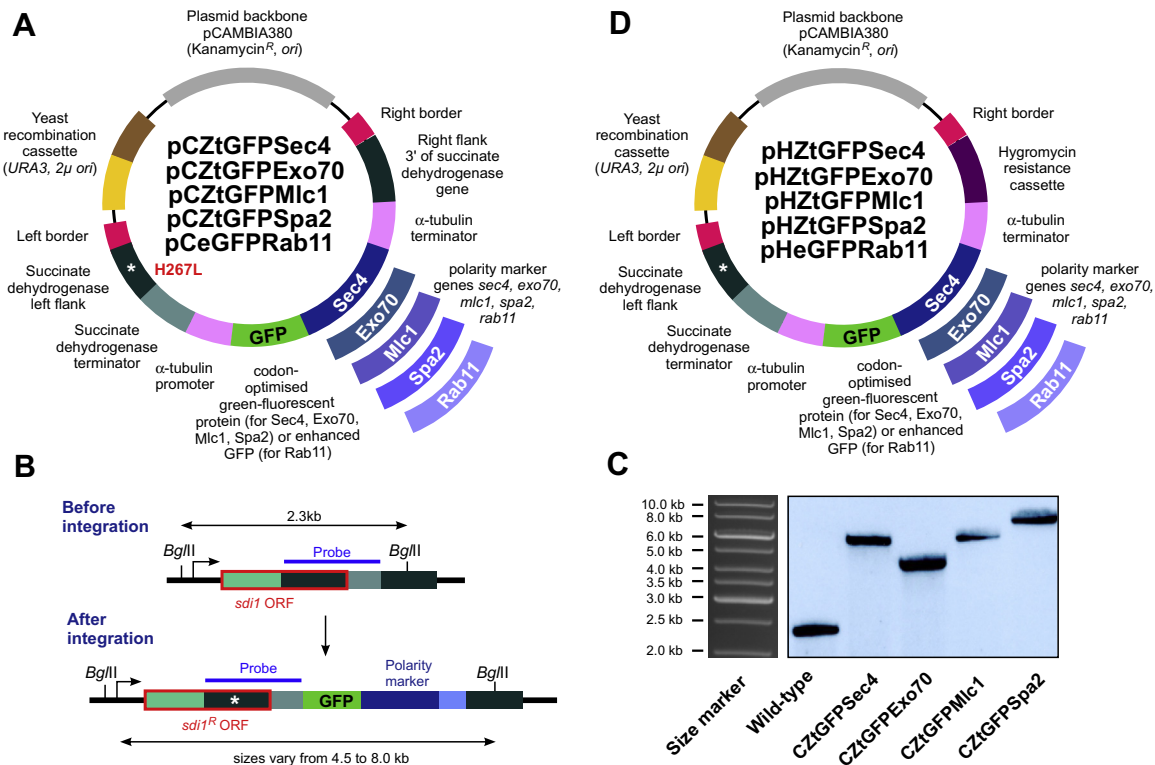 A
Plasmid backbone
pCAMBIA380
(Kanamycin^R, ori)
Yeast
recombination
cassette
(URA3, 2µ ori)
Right border
Right flank
3' of succinate
dehydrogenase
gene
pCZtGFPSec4
pCZtGFPExo70
pCZtGFPMlc1
pCZtGFPSpa2
pCeGFPRab11
Left border
*
H267L
α-tubulin
terminator
Succinate
dehydrogenase
left flank
Succinate
dehydrogenase
terminator
α-tubulin
promoter
GFP
Sec4
Exo70
Mlc1
Spa2
Rab11
polarity marker
genes sec4, exo70,
mlc1, spa2,
rab11
codon-
optimised
green-fluorescent
protein (for Sec4, Exo70,
Mlc1, Spa2) or enhanced
GFP (for Rab11)
D
Plasmid backbone
pCAMBIA380
(Kanamycin^R, ori)
Yeast
recombination
cassette
(URA3, 2µ ori)
Right border
Hygromycin
resistance
cassette
pHZtGFPSec4
pHZtGFPExo70
pHZtGFPMlc1
pHZtGFPSpa2
pHeGFPRab11
Left border
*
α-tubulin
terminator
Succinate
dehydrogenase
left flank
Succinate
dehydrogenase
terminator
α-tubulin
promoter
GFP
Sec4
Exo70
Mlc1
Spa2
Rab11
polarity marker
genes sec4, exo70,
mlc1, spa2,
rab11
codon-
optimised
green-fluorescent
protein (for Sec4, Exo70,
Mlc1, Spa2) or enhanced
GFP (for Rab11)
B
Before
integration
2.3kb
BglII
Probe
BglII
sdi1 ORF
After
integration
BglII
Probe
Polarity
marker
BglII
*
GFP
sdi1^R ORF
sizes vary from 4.5 to 8.0 kb
C
10.0 kb
8.0 kb
6.0 kb
5.0 kb
4.0 kb
3.5 kb
3.0 kb
2.5 kb
2.0 kb
Size marker
Wild-type
CZtGFPSec4
CZtGFPExo70
CZtGFPMlc1
CZtGFPSpa2